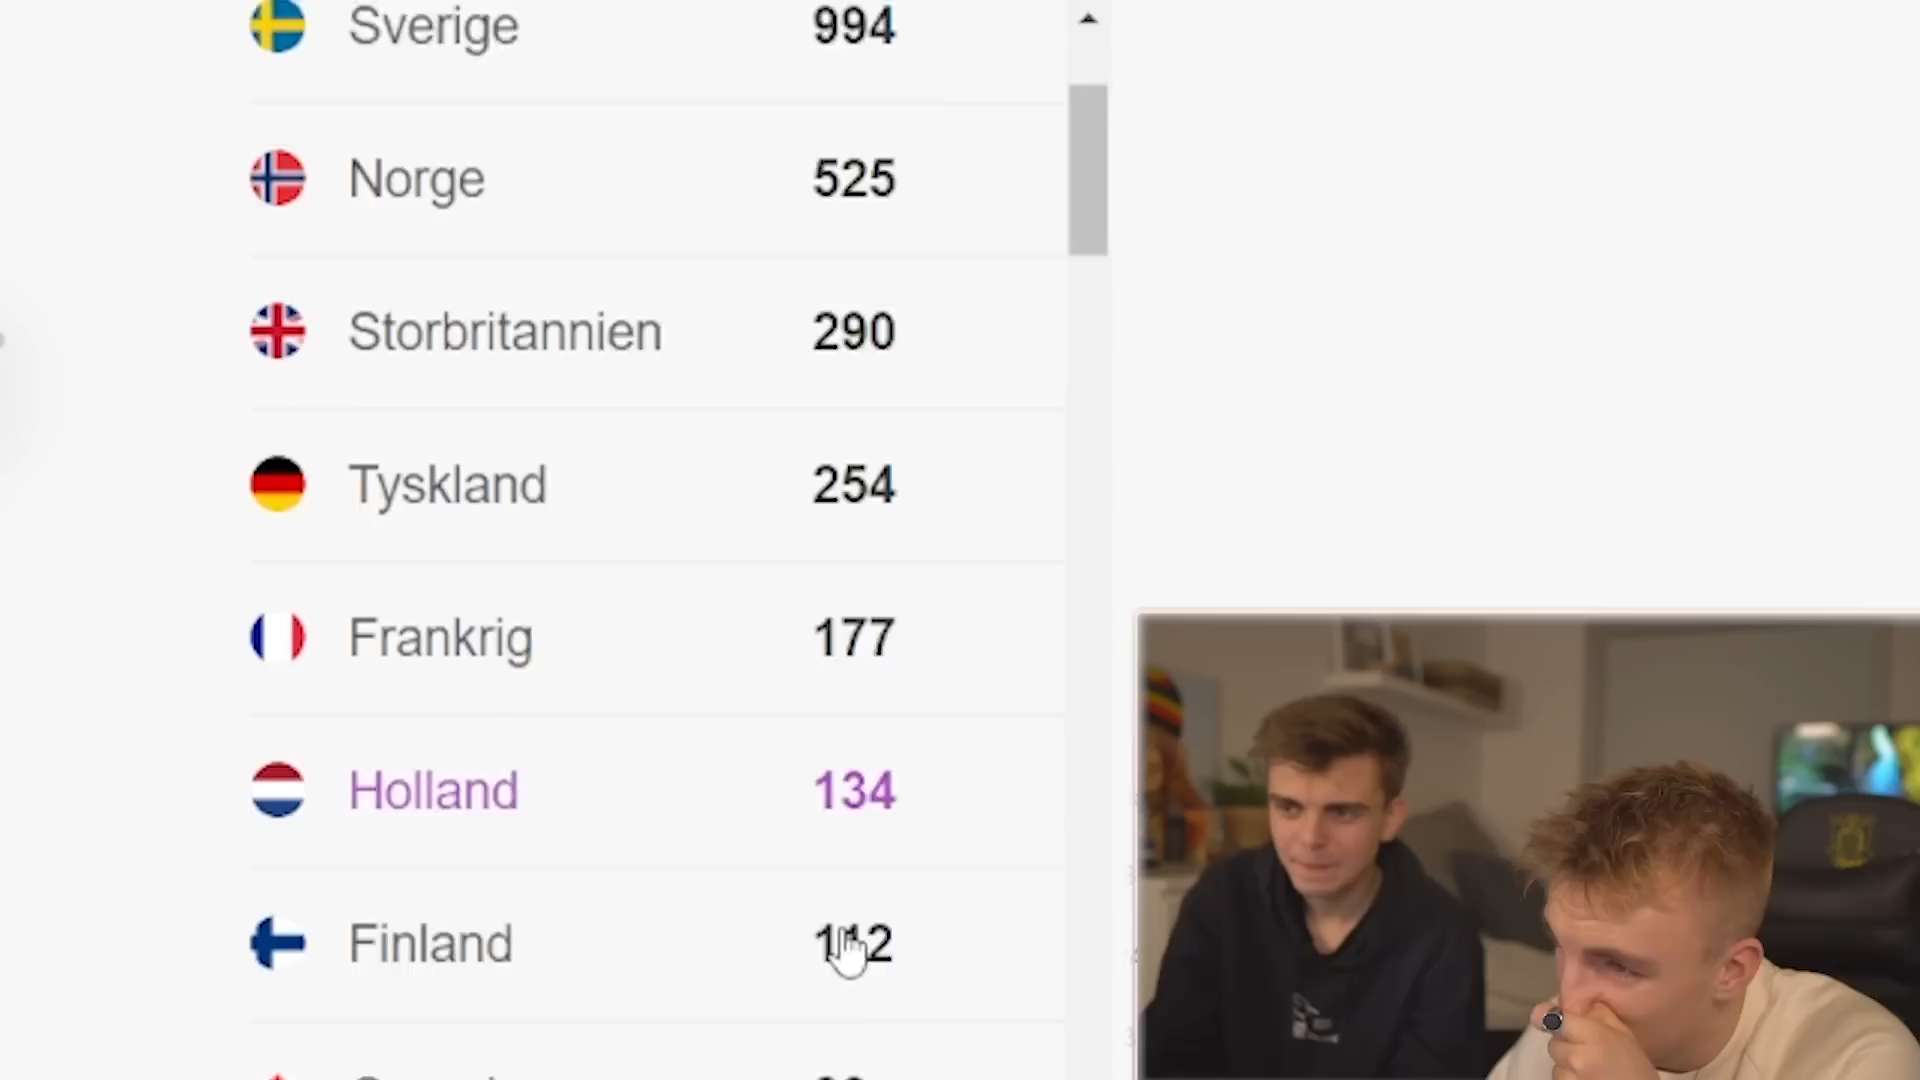 Sverige 994
Norge 525
Storbritannien 290
Tyskland 254
Frankrig 177
Holland 134
Finland